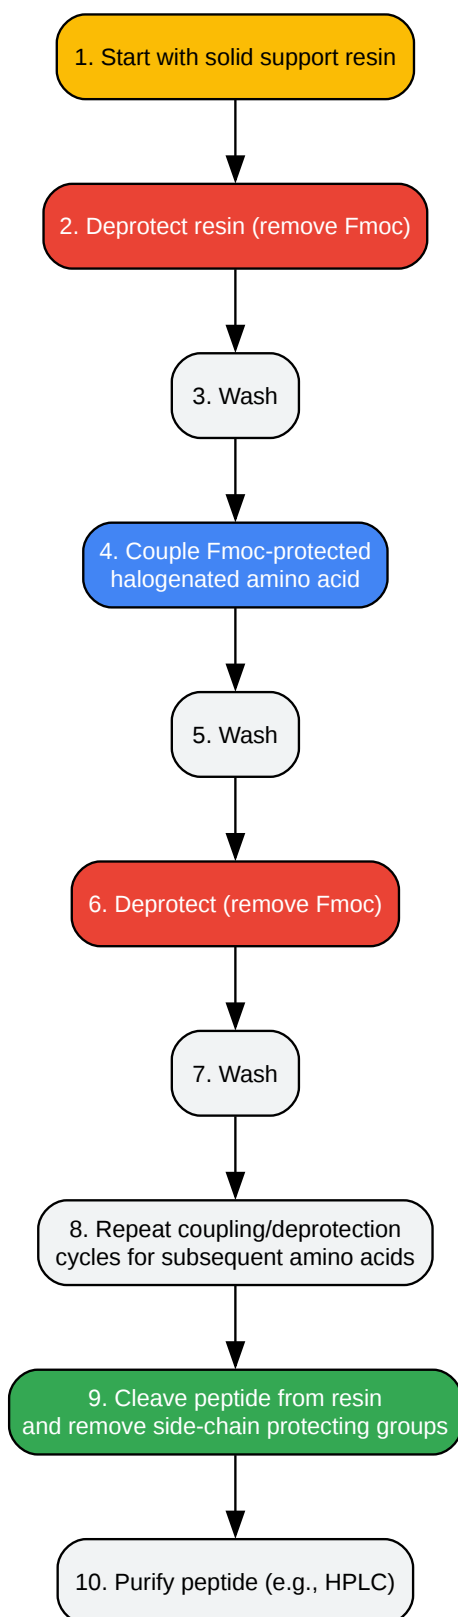 1. Start with solid support resin
2. Deprotect resin (remove Fmoc)
3. Wash
4. Couple Fmoc-protected
halogenated amino acid
5. Wash
6. Deprotect (remove Fmoc)
7. Wash
8. Repeat coupling/deprotection
cycles for subsequent amino acids
9. Cleave peptide from resin
and remove side-chain protecting groups
10. Purify peptide (e.g., HPLC)